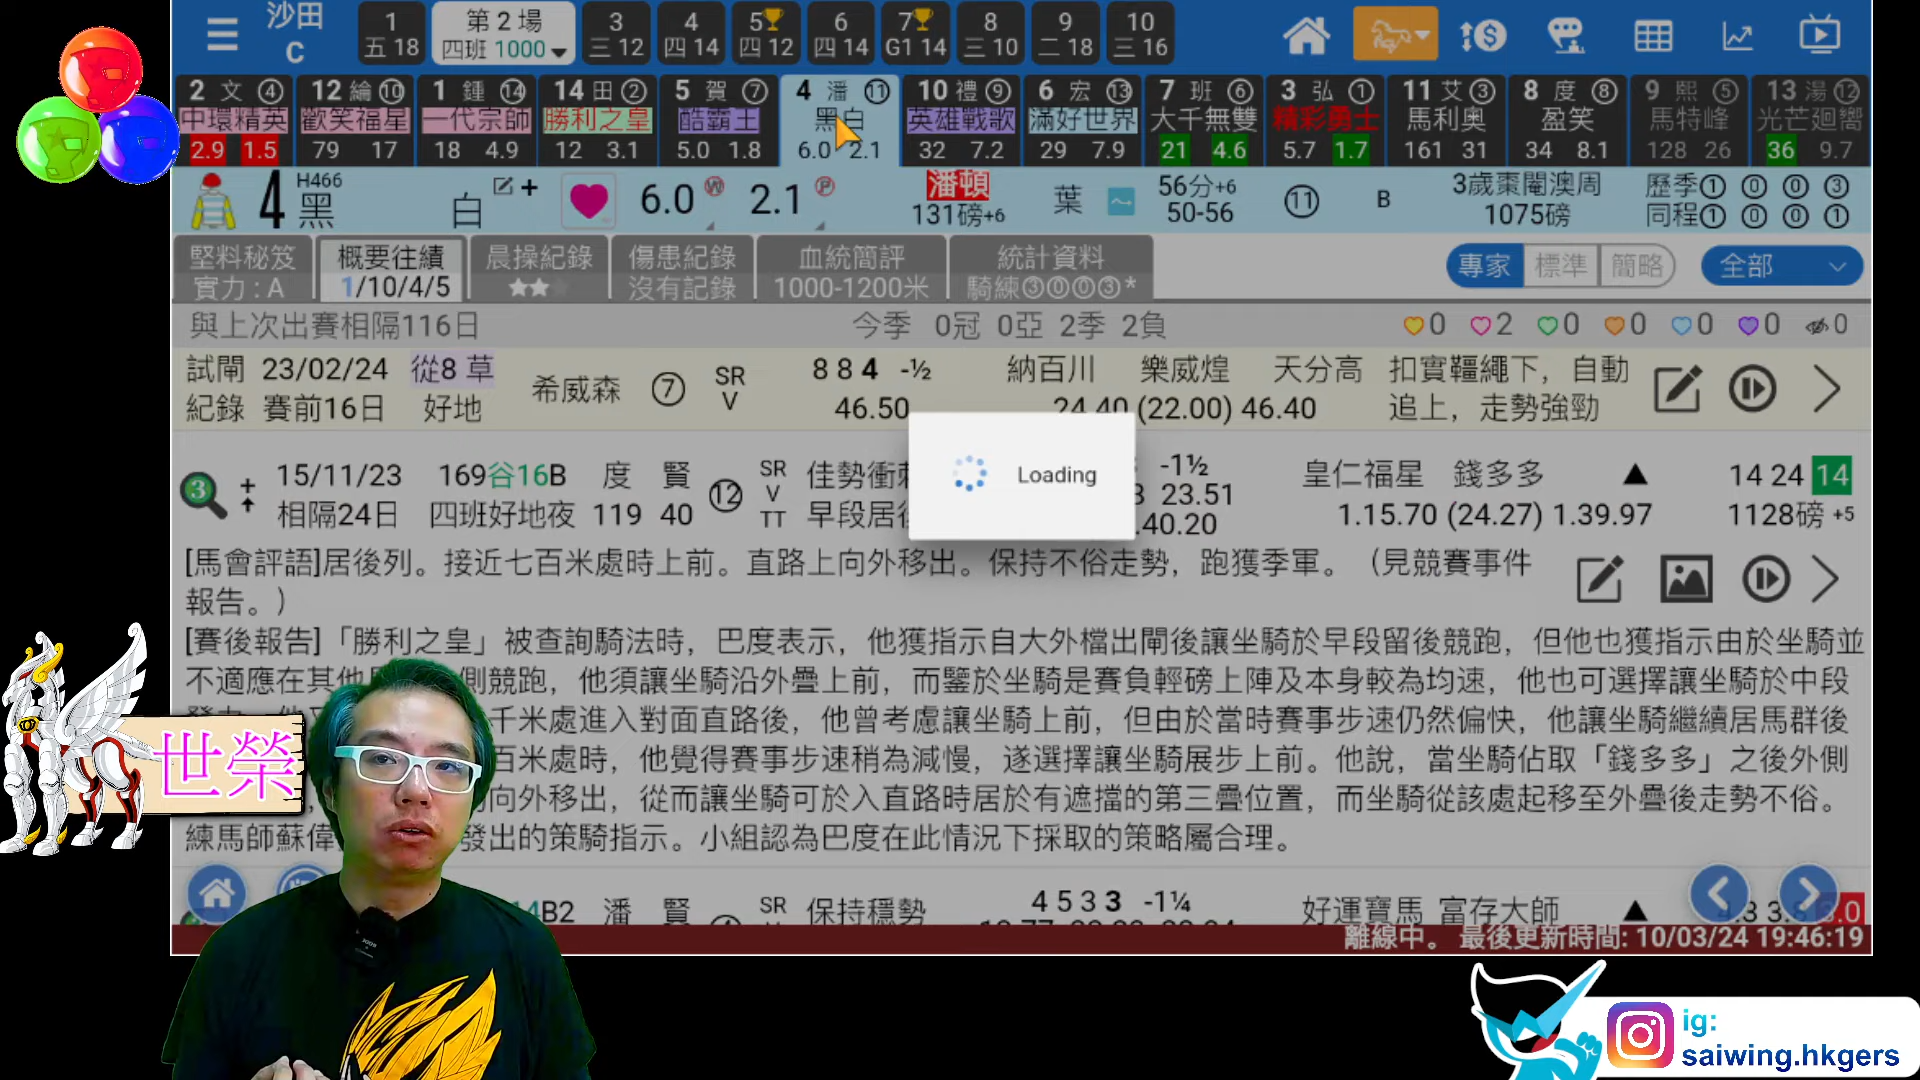 沙田
C
1
五 18
第 2 場
四班 1000
3
三 12
4
四 14
5
四 12
6
四 14
7
G1 14
8
三 10
9
二 18
10
三 16
2 文 ④
中環精英
2.9 1.5
12 綸 ⑩
歡笑福星
79 17
1 鍾 ⑭
一代宗師
18 4.9
14 田 ②
勝利之皇
12 3.1
5 賀 ⑦
酷霸王
5.0 1.8
4 潘 ⑪
黑白
6.0 2.1
10 禮 ⑨
英雄戰歌
32 7.2
6 宏 ⑬
滿好世界
29 7.9
7 班 ⑥
大千無雙
21 4.6
3 弘 ①
精彩勇士
5.7 1.7
11 艾 ③
馬利奧
161 31
8 度 ⑧
盈笑
34 8.1
9 熙 ⑤
馬特峰
128 26
13 湯 ⑫
光芒迴響
36 9.7
4 H466
黑 白
6.0 W 2.1 P
潘頓
131磅+6
葉
56分+6
50-56
⑪ B
3歲棗閹澳周
1075磅
歷季①⓪⓪③
同程①⓪⓪①
堅料秘笈
實力 : A
概要往績
1/10/4/5
晨操紀錄
★★
傷患紀錄
沒有記錄
血統簡評
1000-1200米
統計資料
騎練③⓪⓪③*
專家 標準 簡略
全部
與上次出賽相隔116日
今季 0冠 0亞 2季 2負
0 2 0 0 0 0 0
試閘 23/02/24 從8 草
紀錄 賽前16日 好地
希威森 ⑦
SR
V
8 8 4 -½
46.50
納百川 樂威煌 天分高
24.40 (22.00) 46.40
扣實韁繩下，自動
追上，走勢強勁
3
15/11/23
相隔24日
169谷16B
四班好地夜
度 賢
119 40
⑫
SR
V
TT
佳勢衝刺
早段居後
-1½
23.51
.40.20
Loading
皇仁福星 錢多多
1.15.70 (24.27) 1.39.97
14 24 14
1128磅 +5
[馬會評語]居後列。接近七百米處時上前。直路上向外移出。保持不俗走勢，跑獲季軍。（見競賽事件
報告。）
[賽後報告]「勝利之皇」被查詢騎法時，巴度表示，他獲指示自大外檔出閘後讓坐騎於早段留後競跑，但他也獲指示由於坐騎並
不適應在其他 側競跑，他須讓坐騎沿外疊上前，而鑒於坐騎是賽負輕磅上陣及本身較為均速，他也可選擇讓坐騎於中段
千米處進入對面直路後，他曾考慮讓坐騎上前，但由於當時賽事步速仍然偏快，他讓坐騎繼續居馬群後
百米處時，他覺得賽事步速稍為減慢，遂選擇讓坐騎展步上前。他說，當坐騎佔取「錢多多」之後外側
向外移出，從而讓坐騎可於入直路時居於有遮擋的第三疊位置，而坐騎從該處起移至外疊後走勢不俗。
練馬師蘇偉 發出的策騎指示。小組認為巴度在此情況下採取的策略屬合理。
4B2 潘 賢
SR
保持穩勢
4 5 3 3 -1¼
好運寶馬 富存大師
離線中。 最後更新時間: 10/03/24 19:46:19
世榮
ig:
saiwing.hkgers